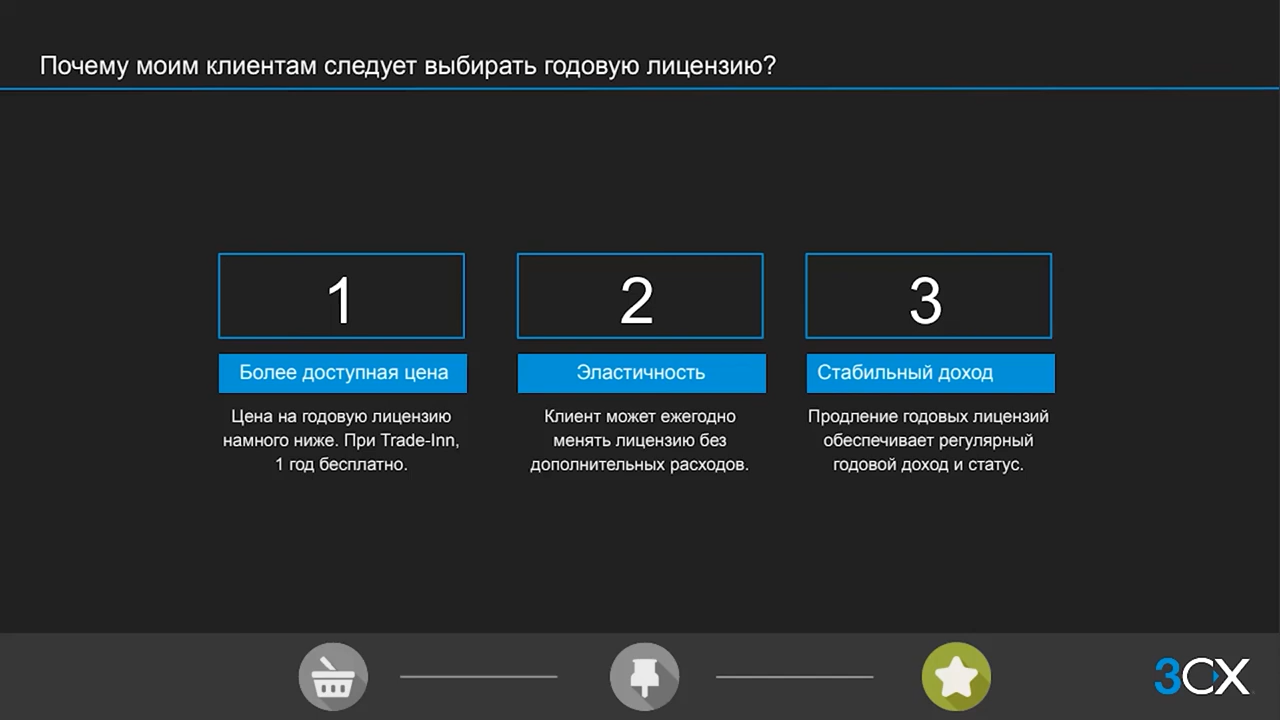 Почему моим клиентам следует выбирать годовую лицензию?
1
Более доступная цена
Цена на годовую лицензию
намного ниже. При Trade-Inn,
1 год бесплатно.
2
Эластичность
Клиент может ежегодно
менять лицензию без
дополнительных расходов.
3
Стабильный доход
Продление годовых лицензий
обеспечивает регулярный
годовой доход и статус.
3CX